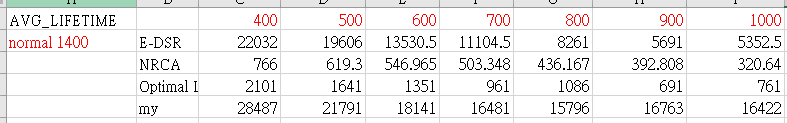 AVG_LIFETIME 400 500 600 700 800 900 1000
normal 1400 E-DSR 22032 19606 13530.5 11104.5 8261 5691 5352.5
NRCA 766 619.3 546.965 503.348 436.167 392.808 320.64
Optimal 2101 1641 1351 961 1086 691 761
my 28487 21791 18141 16481 15796 16763 16422